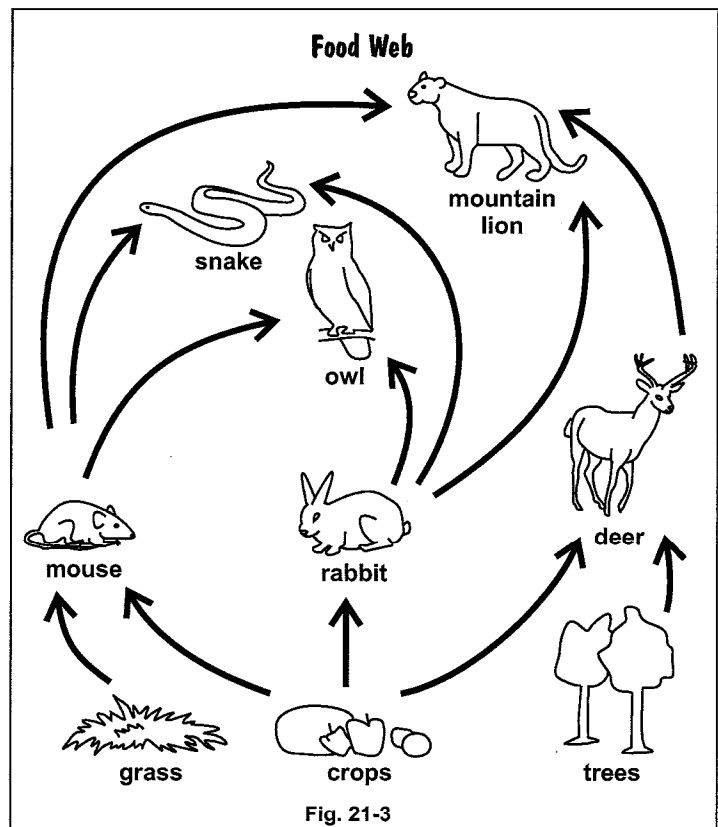 Food Web
mountain
lion
snake
owl
deer
mouse
rabbit
grass
crops
trees
Fig. 21-3